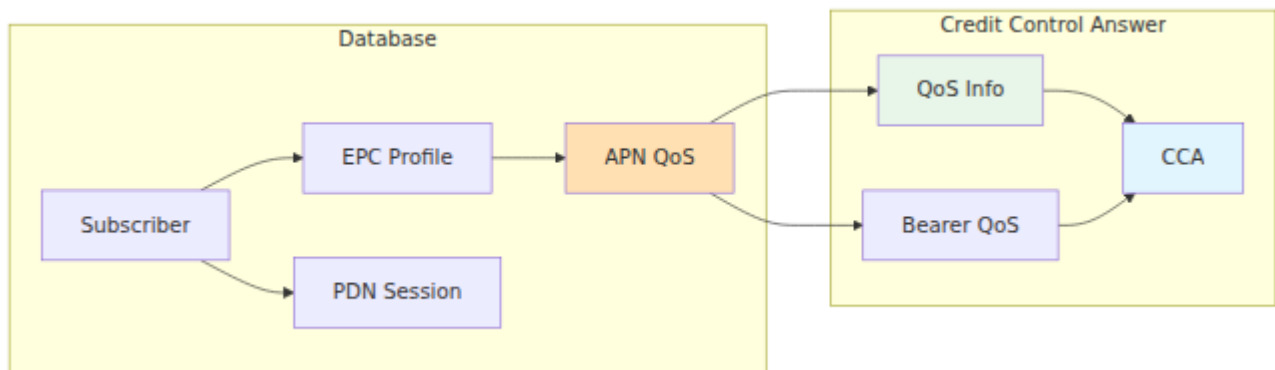 Database
Subscriber
EPC Profile
PDN Session
APN QoS
Credit Control Answer
QoS Info
Bearer QoS
CCA